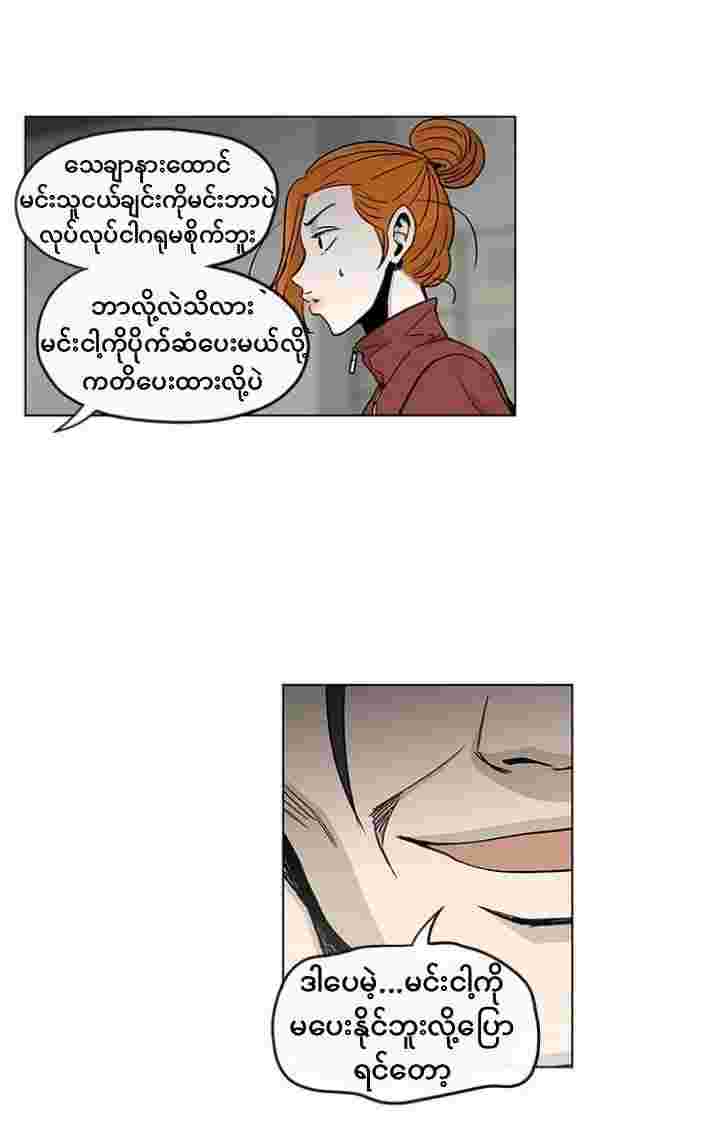 သေချာနားထောင်
မင်းသူငယ်ချင်းကိုမင်းဘာပဲ
လုပ်လုပ်ငါဂရုမစိုက်ဘူး
ဘာလို့လဲသိလား
မင်းငါ့ကိုပိုက်ဆံပေးမယ်လို့
ကတိပေးထားလို့ပဲ
ဒါပေမဲ့...မင်းငါ့ကို
မပေးနိုင်ဘူးလို့ပြော
ရင်တော့